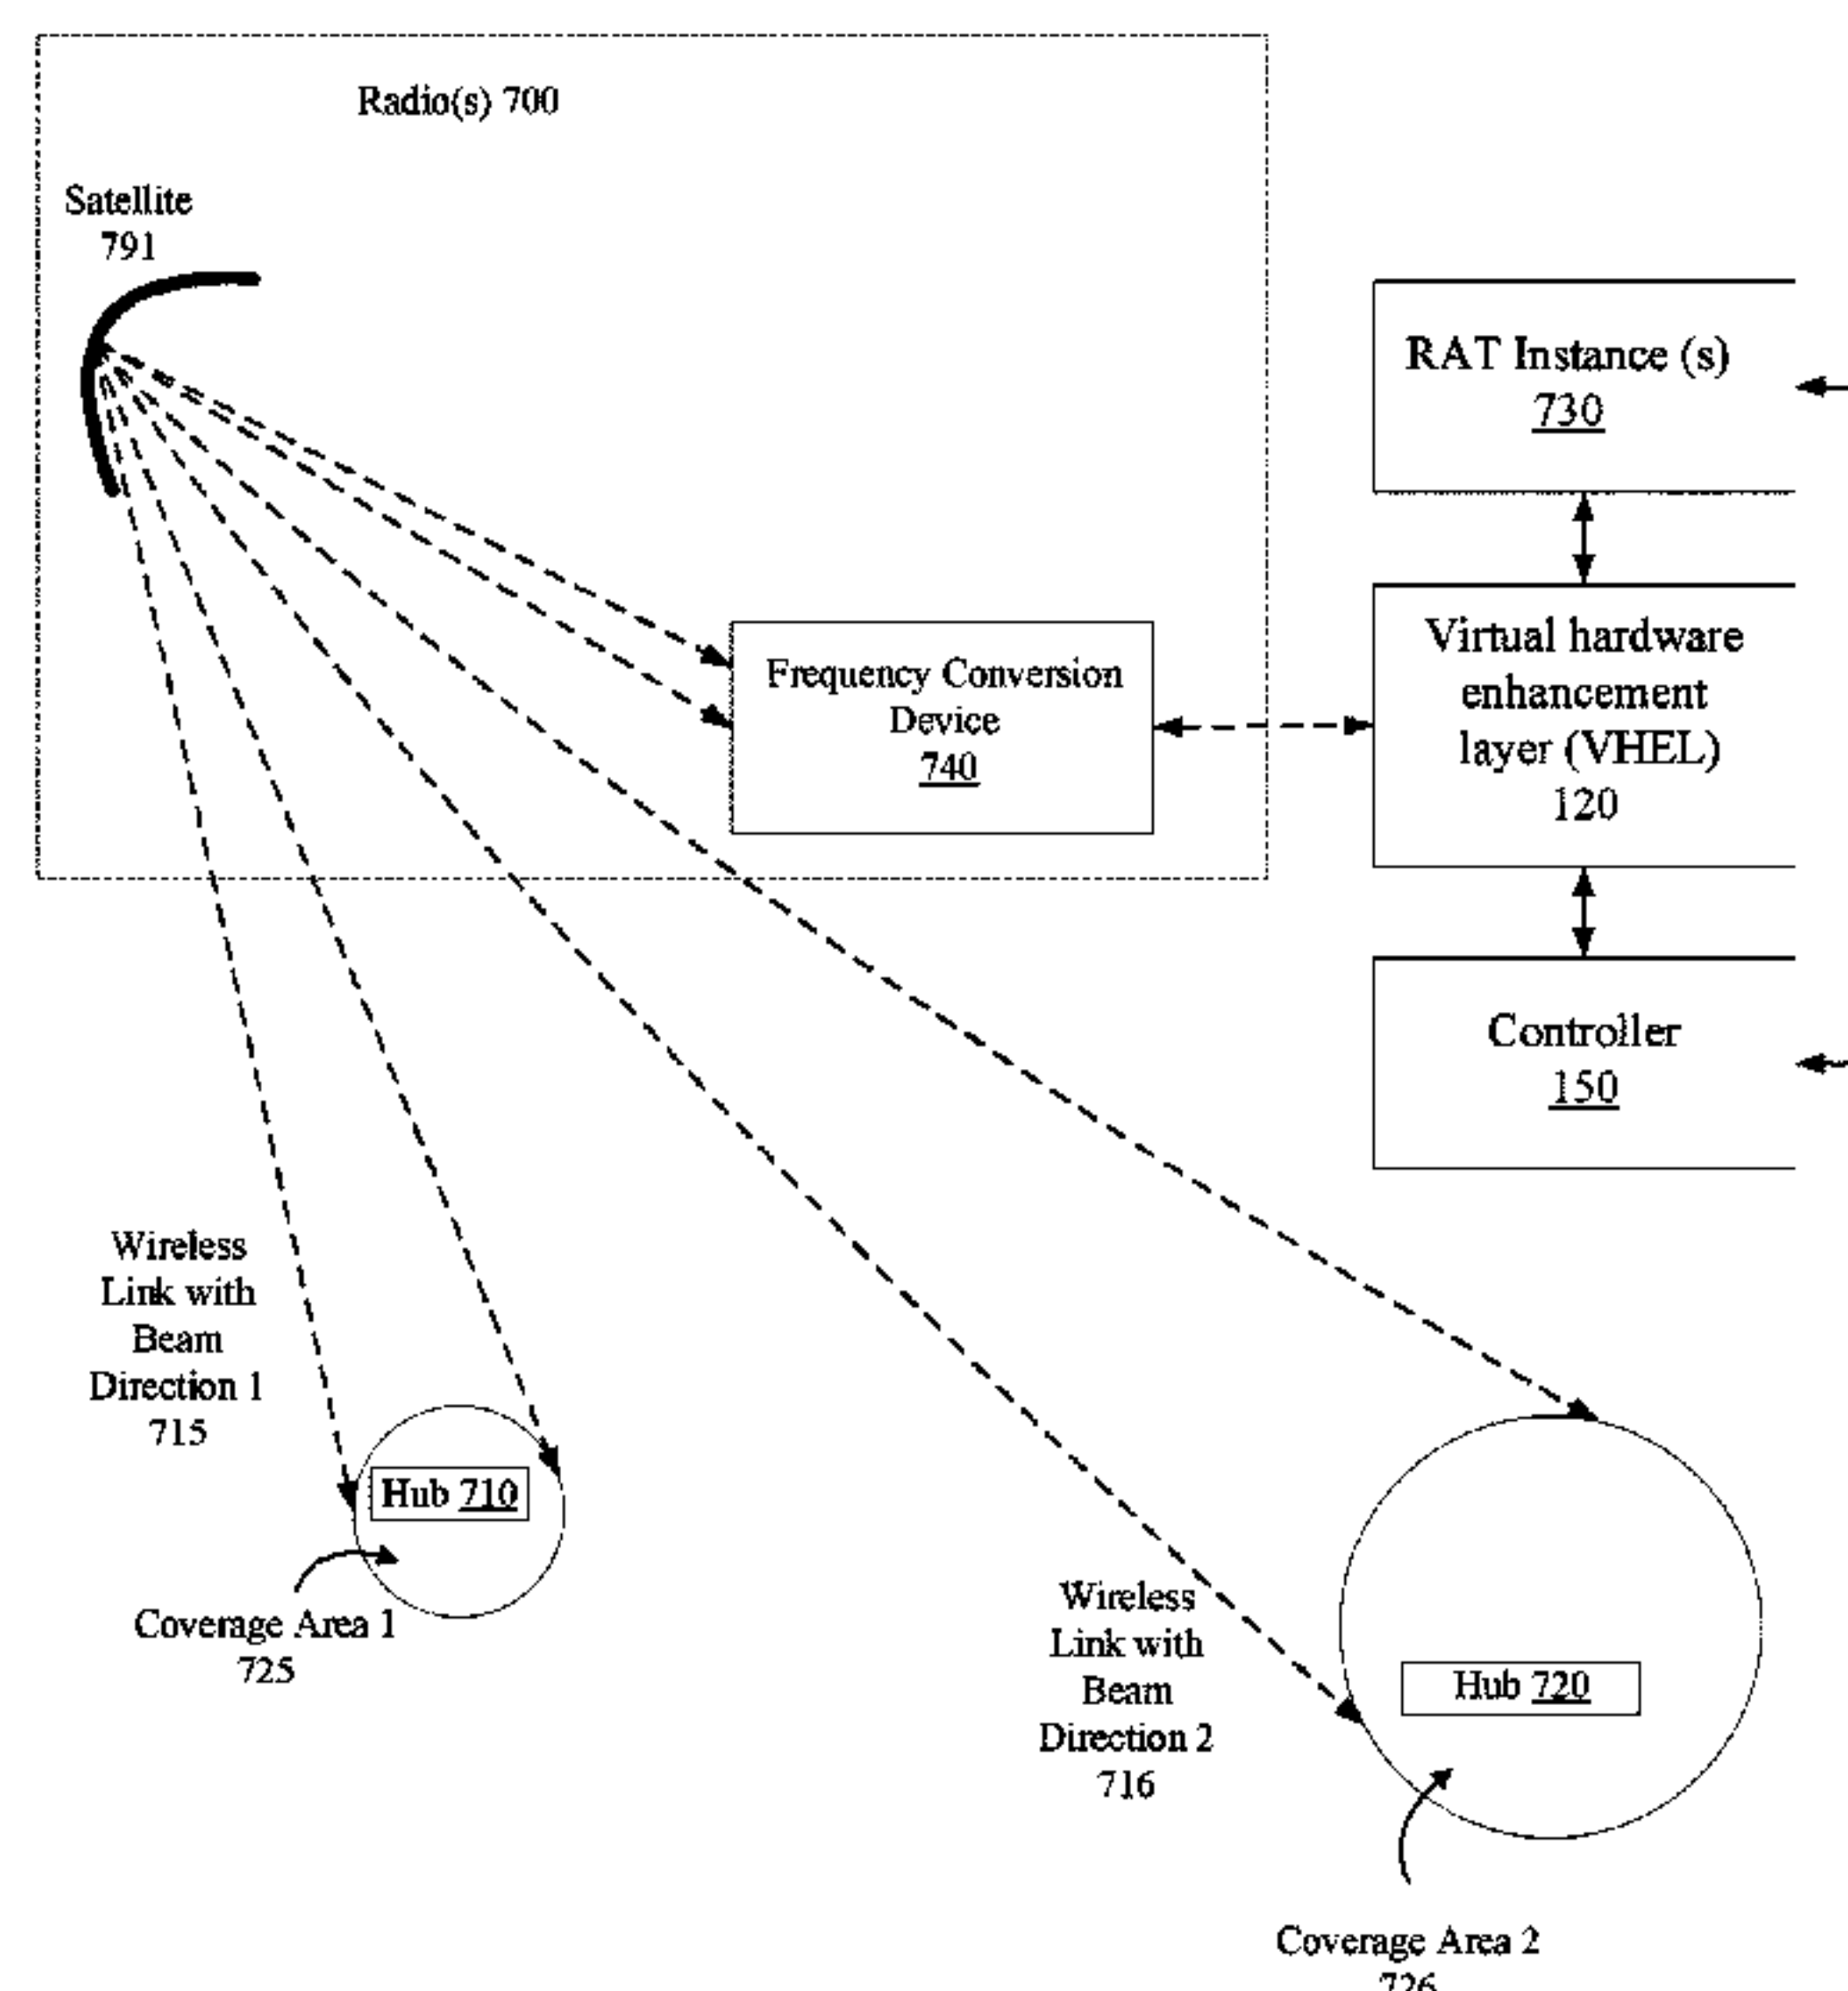 Radio(s) 700
Satellite
791
RAT Instance (s)
730
Frequency Conversion
Device
740
Virtual hardware
enhancement
layer (VHEL)
120
Controller
150
Wireless
Link with
Beam
Direction 1
715
Hub 710
Coverage Area 1
725
Wireless
Link with
Beam
Direction 2
716
Hub 720
Coverage Area 2
726